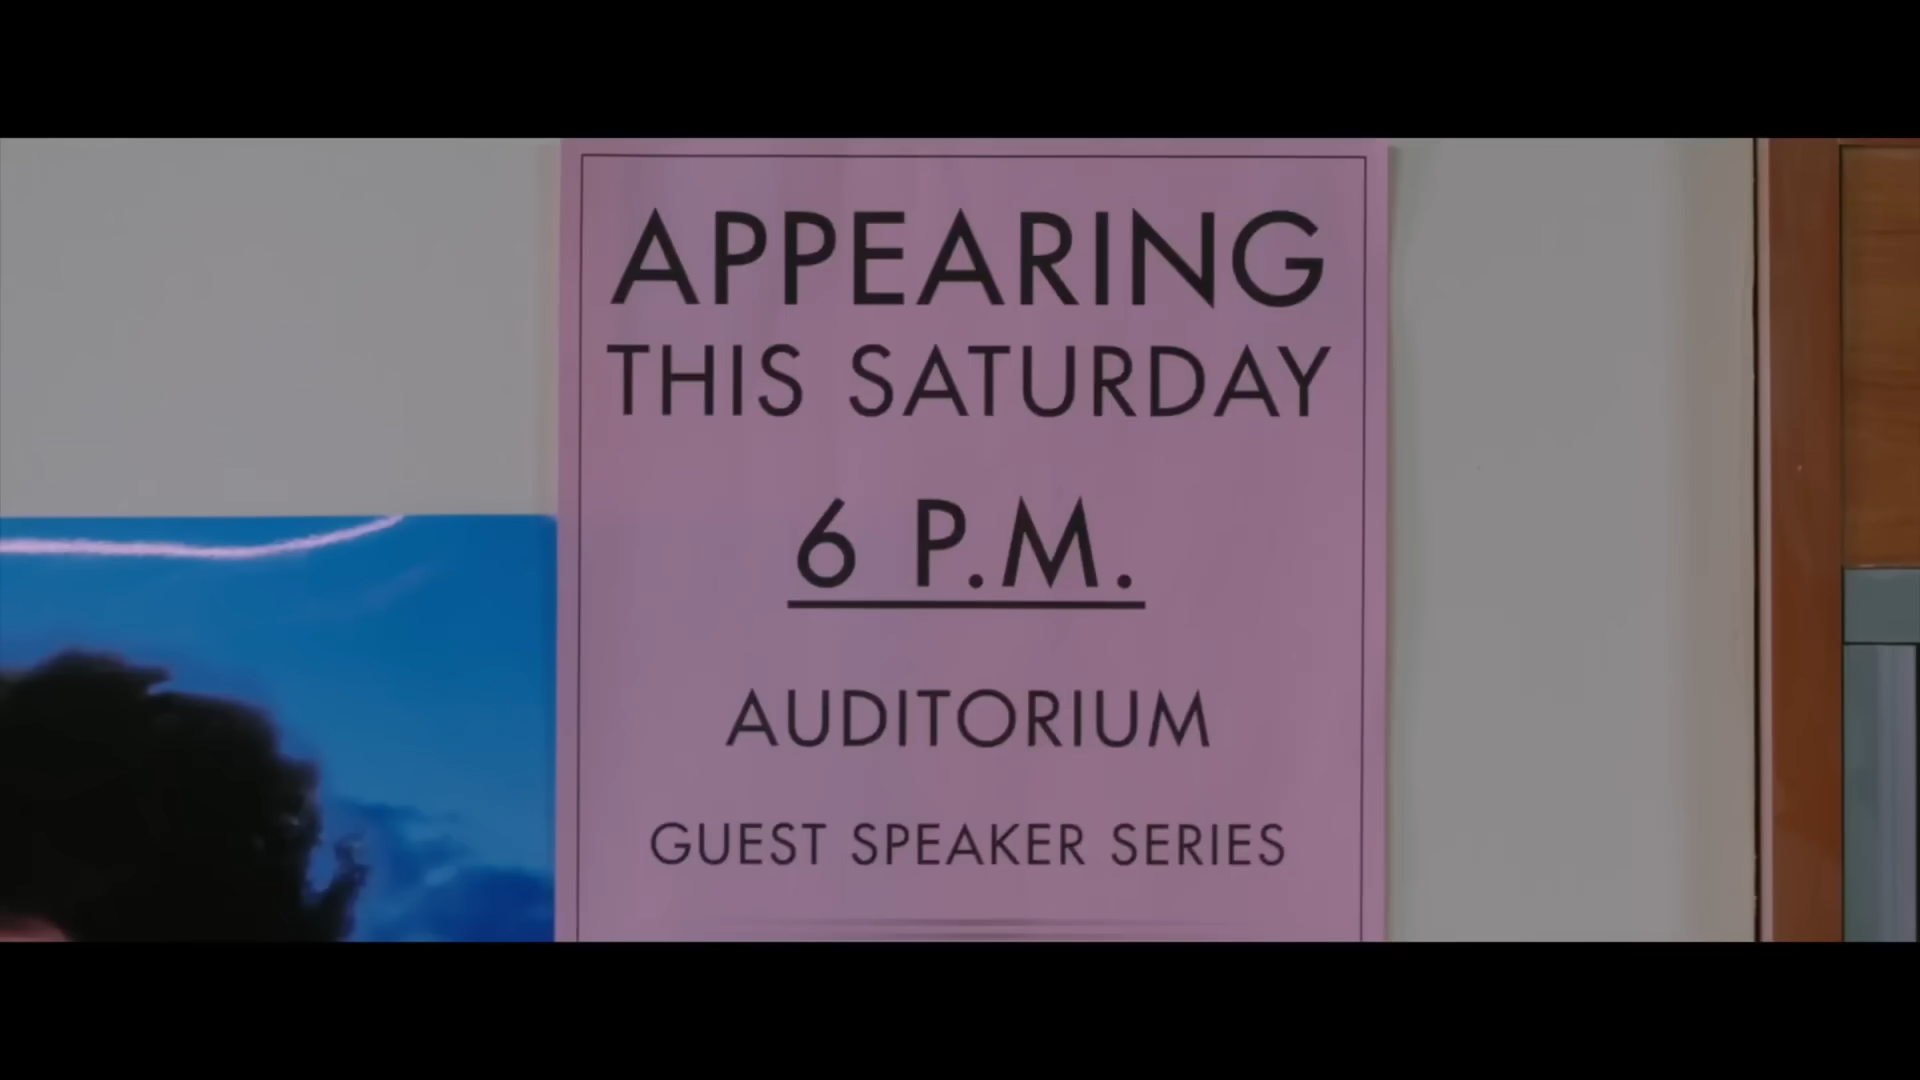 APPEARING
THIS SATURDAY
6 P.M.
AUDITORIUM
GUEST SPEAKER SERIES